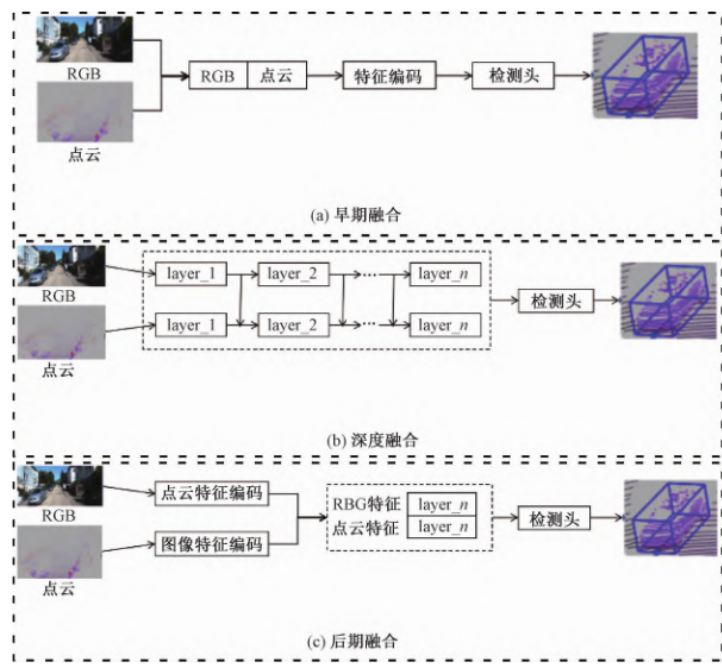 RGB
点云
RGB 点云
特征编码
检测头
(a) 早期融合
RGB
点云
layer_1
layer_2
...
layer_n
layer_1
layer_2
...
layer_n
检测头
(b) 深度融合
RGB
点云
点云特征编码
图像特征编码
RBG特征 layer_n
点云特征 layer_n
检测头
(c) 后期融合